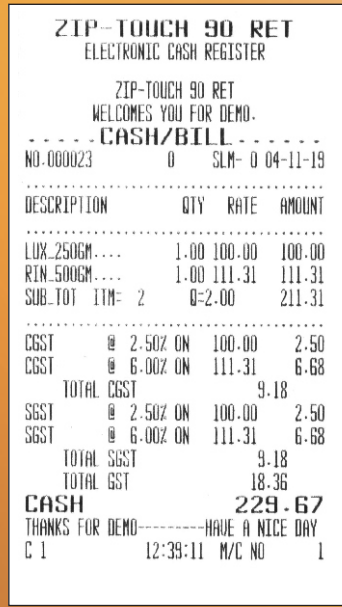 ZIP-TOUCH 90 RET
ELECTRONIC CASH REGISTER
ZIP-TOUCH 90 RET
WELCOMES YOU FOR DEMO.
- - - - - CASH/BILL - - - - - -
NO.000023 0 SLM- 0 04-11-19
DESCRIPTION QTY RATE AMOUNT
LUX_250GM.... 1.00 100.00 100.00
RIN_500GM.... 1.00 111.31 111.31
SUB_TOT ITM= 2 Q=2.00 211.31
CGST @ 2.50% ON 100.00 2.50
CGST @ 6.00% ON 111.31 6.68
TOTAL CGST 9.18
SGST @ 2.50% ON 100.00 2.50
SGST @ 6.00% ON 111.31 6.68
TOTAL SGST 9.18
TOTAL GST 18.36
CASH 229.67
THANKS FOR DEMO---------HAVE A NICE DAY
C 1 12:39:11 M/C NO 1